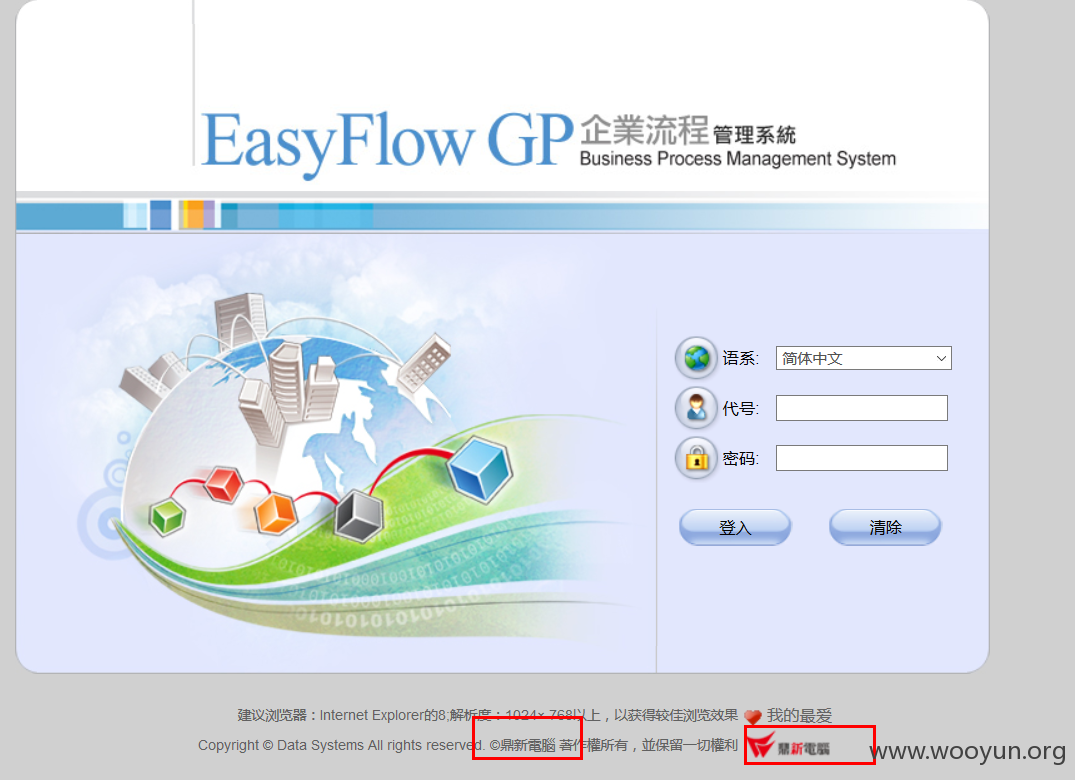 EasyFlow GP 企業流程管理系統
Business Process Management System
语系: 简体中文
代号:
密码:
登入 清除
建议浏览器：Internet Explorer的8;解析度：1024× 768以上，以获得较佳浏览效果 我的最爱
Copyright © Data Systems All rights reserved. ©鼎新電腦 著作權所有，並保留一切權利 鼎新電腦
www.wooyun.org